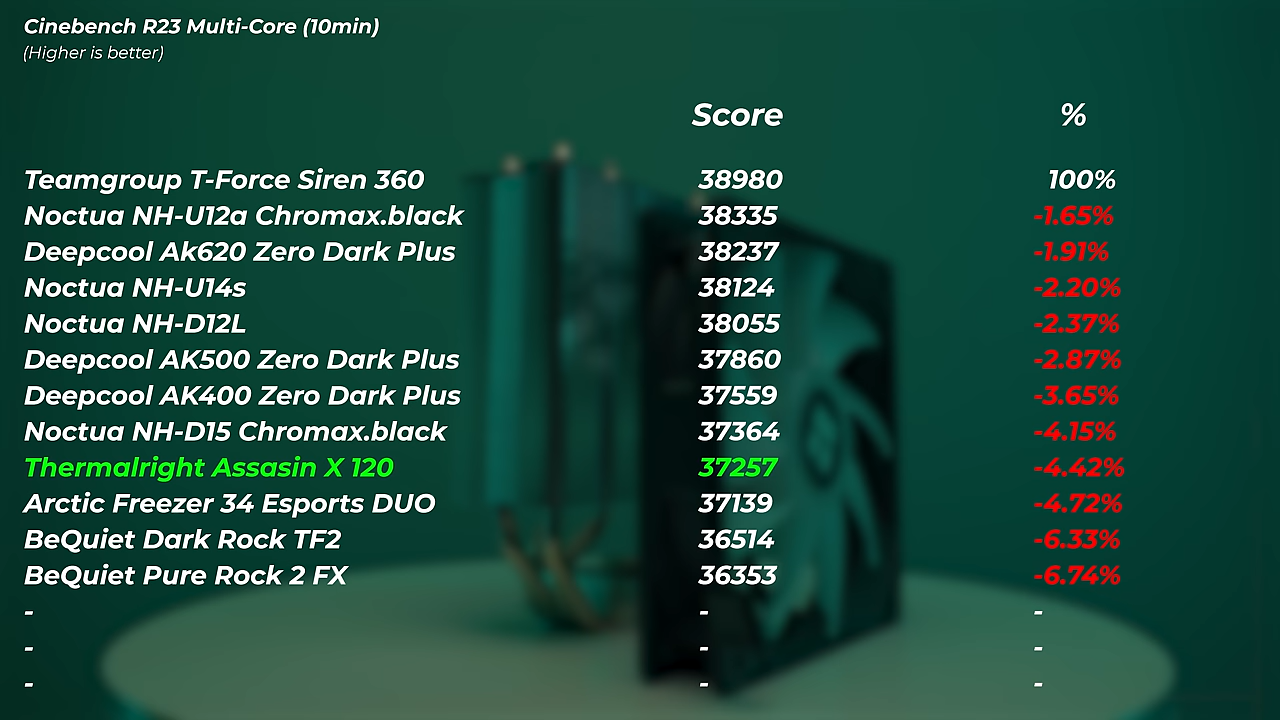 Cinebench R23 Multi-Core (10min)
(Higher is better)
Score %
Teamgroup T-Force Siren 360 38980 100%
Noctua NH-U12a Chromax.black 38335 -1.65%
Deepcool Ak620 Zero Dark Plus 38237 -1.91%
Noctua NH-U14s 38124 -2.20%
Noctua NH-D12L 38055 -2.37%
Deepcool AK500 Zero Dark Plus 37860 -2.87%
Deepcool AK400 Zero Dark Plus 37559 -3.65%
Noctua NH-D15 Chromax.black 37364 -4.15%
Thermalright Assasin X 120 37257 -4.42%
Arctic Freezer 34 Esports DUO 37139 -4.72%
BeQuiet Dark Rock TF2 36514 -6.33%
BeQuiet Pure Rock 2 FX 36353 -6.74%
- - -
- - -
- - -